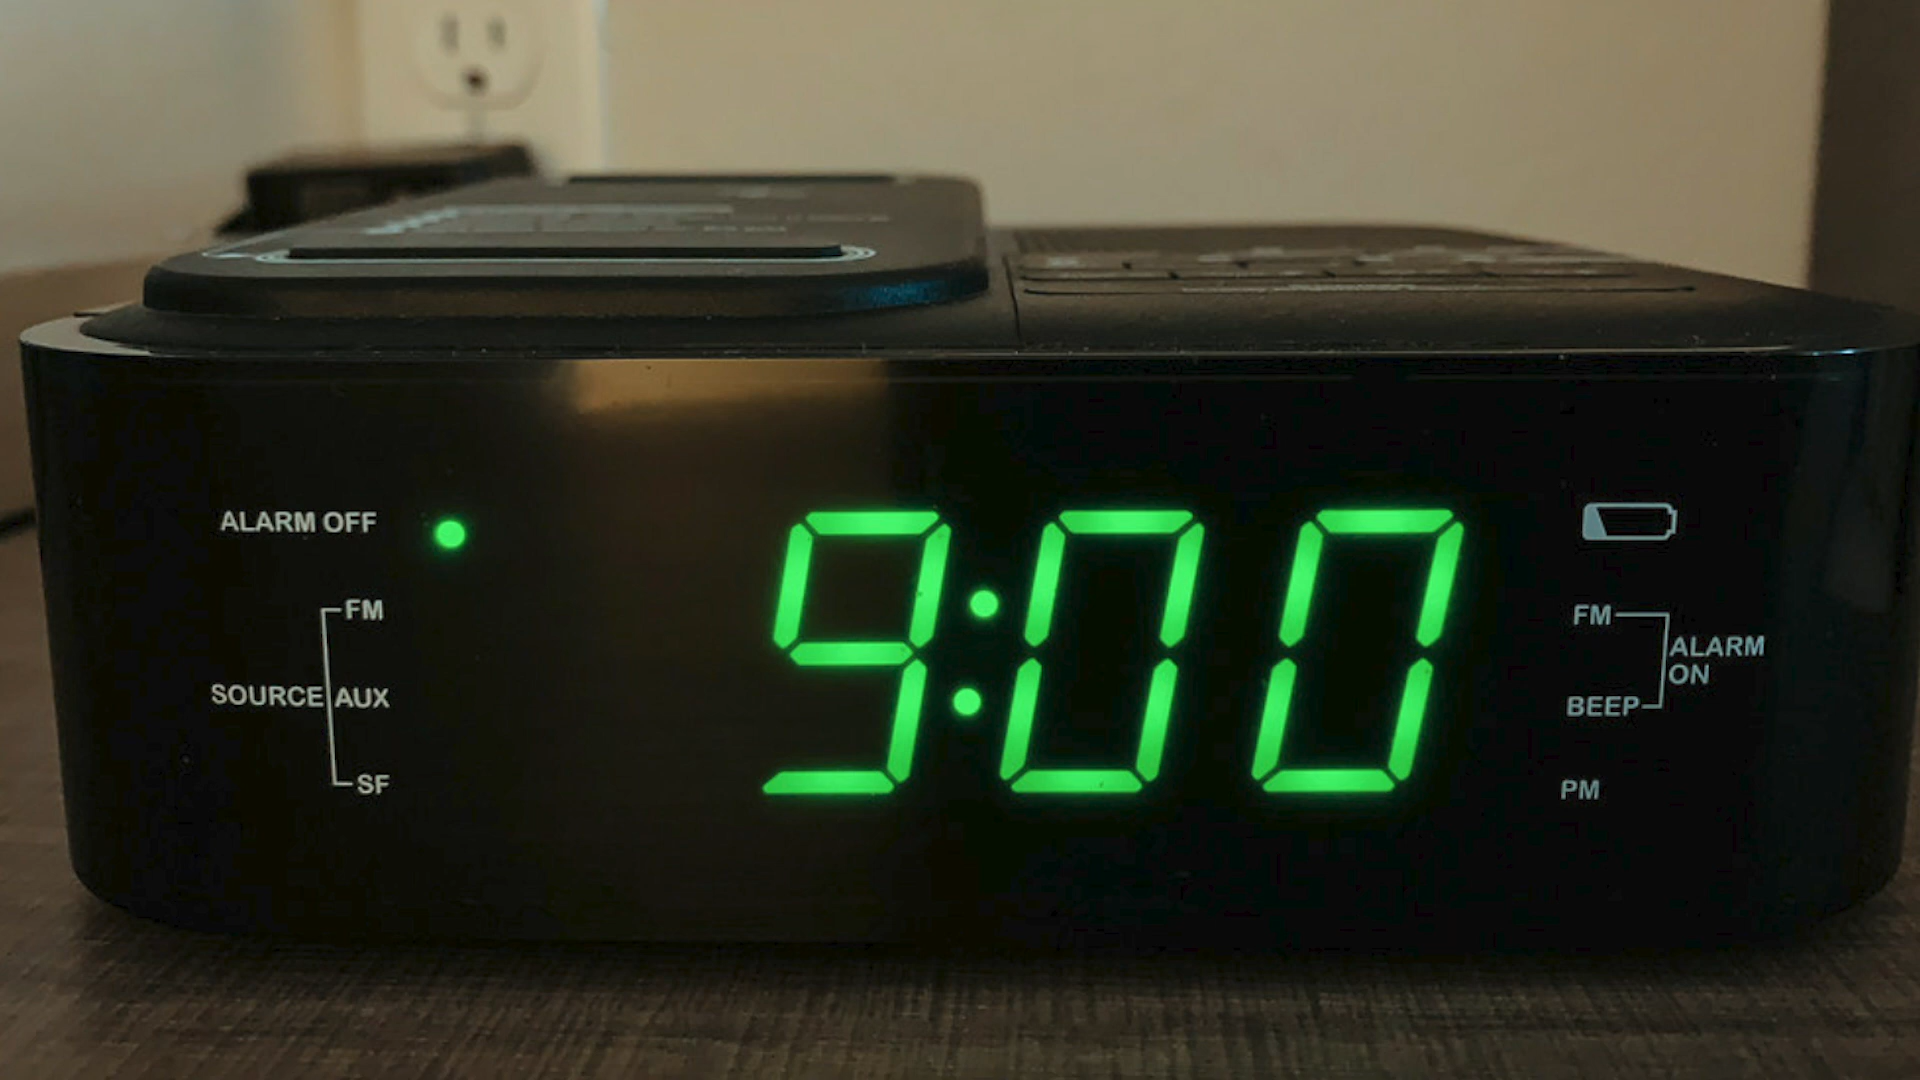 ALARM OFF
9:00
FM
FM
ALARM
ON
SOURCE
AUX
BEEP
SF
PM